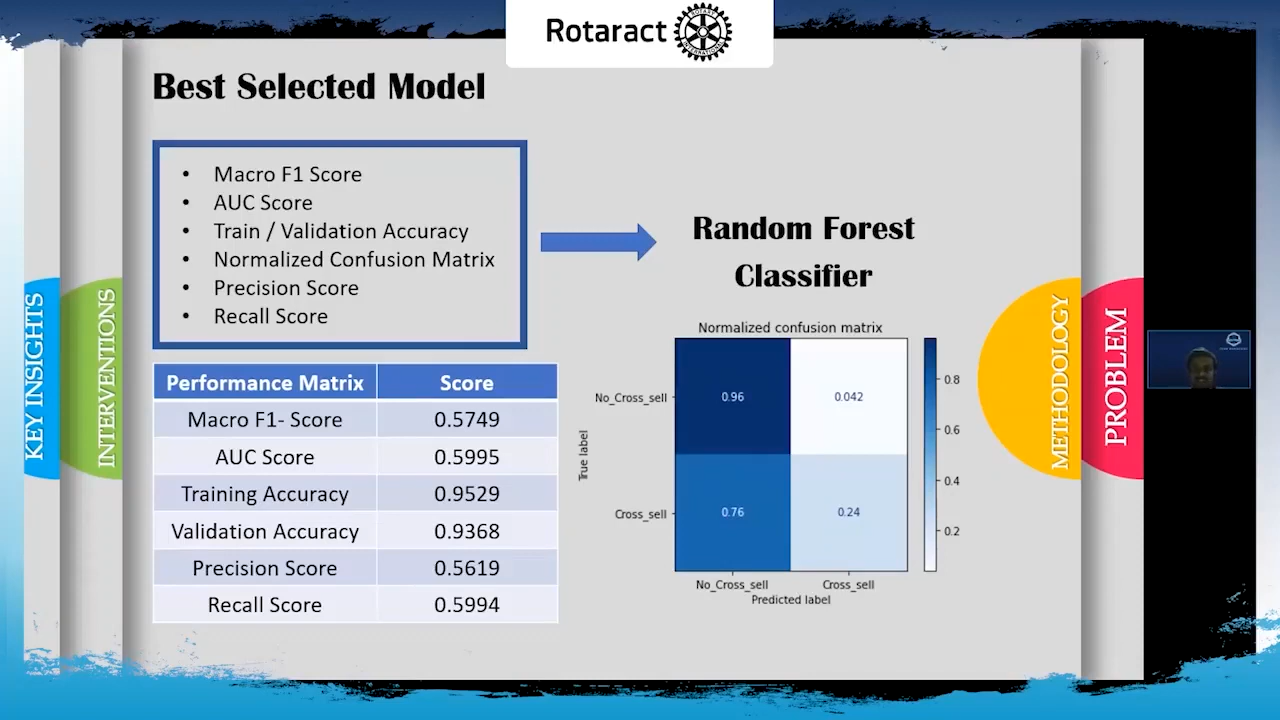 Rotaract
Best Selected Model
• Macro F1 Score
• AUC Score
• Train / Validation Accuracy
• Normalized Confusion Matrix
• Precision Score
• Recall Score
Random Forest
Classifier
Performance Matrix Score
Macro F1- Score 0.5749
AUC Score 0.5995
Training Accuracy 0.9529
Validation Accuracy 0.9368
Precision Score 0.5619
Recall Score 0.5994
Normalized confusion matrix
True label
No_Cross_sell
0.96 0.042
Cross_sell
0.76 0.24
No_Cross_sell Cross_sell
Predicted label
0.8
0.6
0.4
0.2
KEY INSIGHTS
INTERVENTIONS
METHODOLOGY
PROBLEM